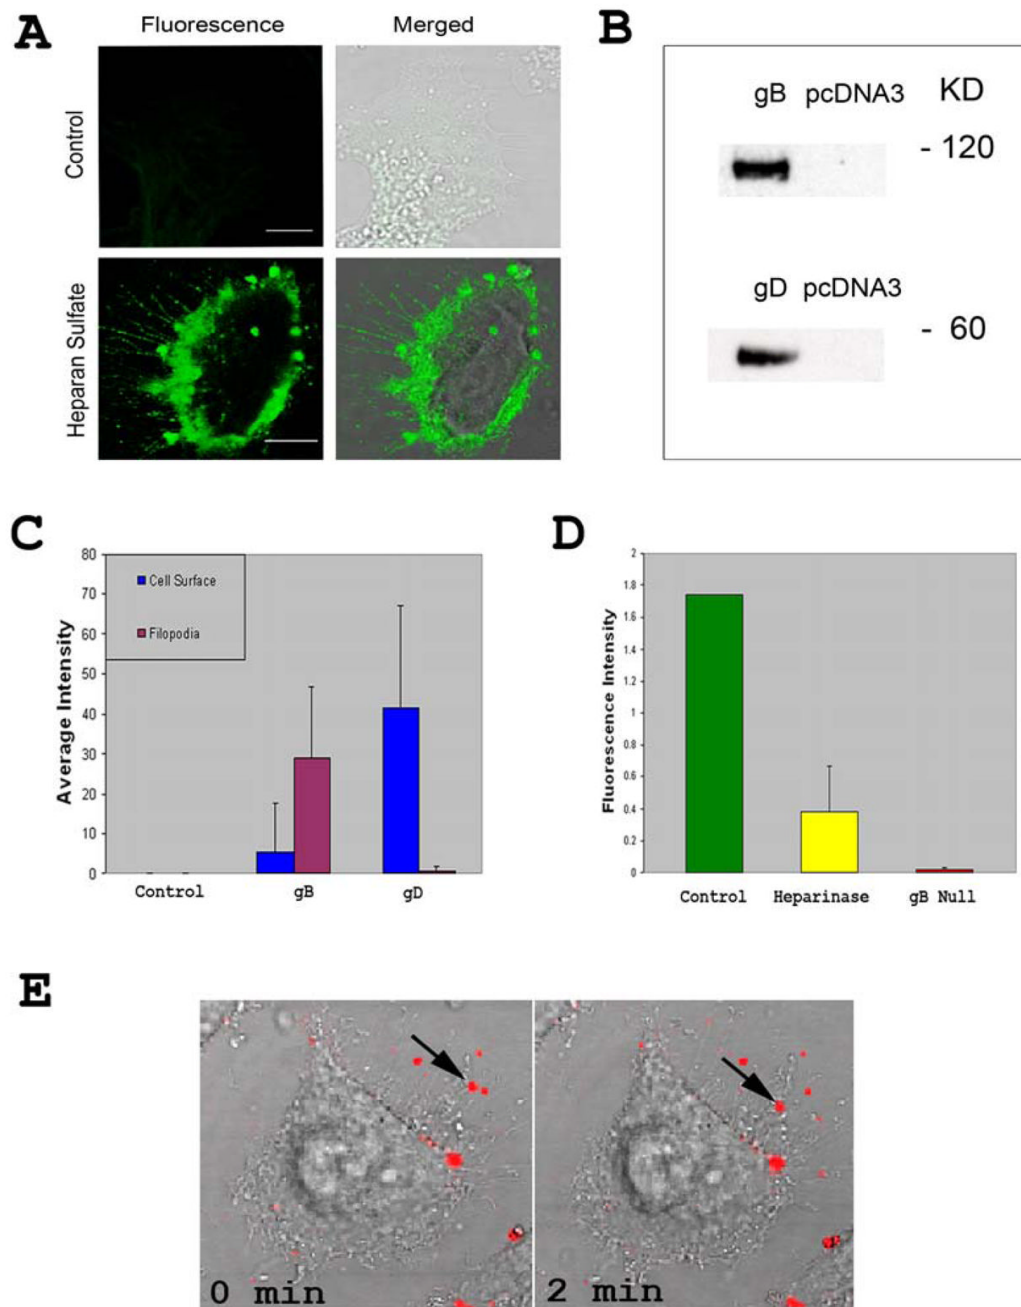 A
Fluorescence Merged
Control
Heparan Sulfate
B
gB pcDNA3 KD
- 120
gD pcDNA3
- 60
C
80
70
60
50
40
30
20
10
0
Average Intensity
Cell Surface
Filopodia
Control gB gD
D
2
1.8
1.6
1.4
1.2
1
0.8
0.6
0.4
0.2
0
Fluorescence Intensity
Control Heparinase gB Null
E
0 min 2 min